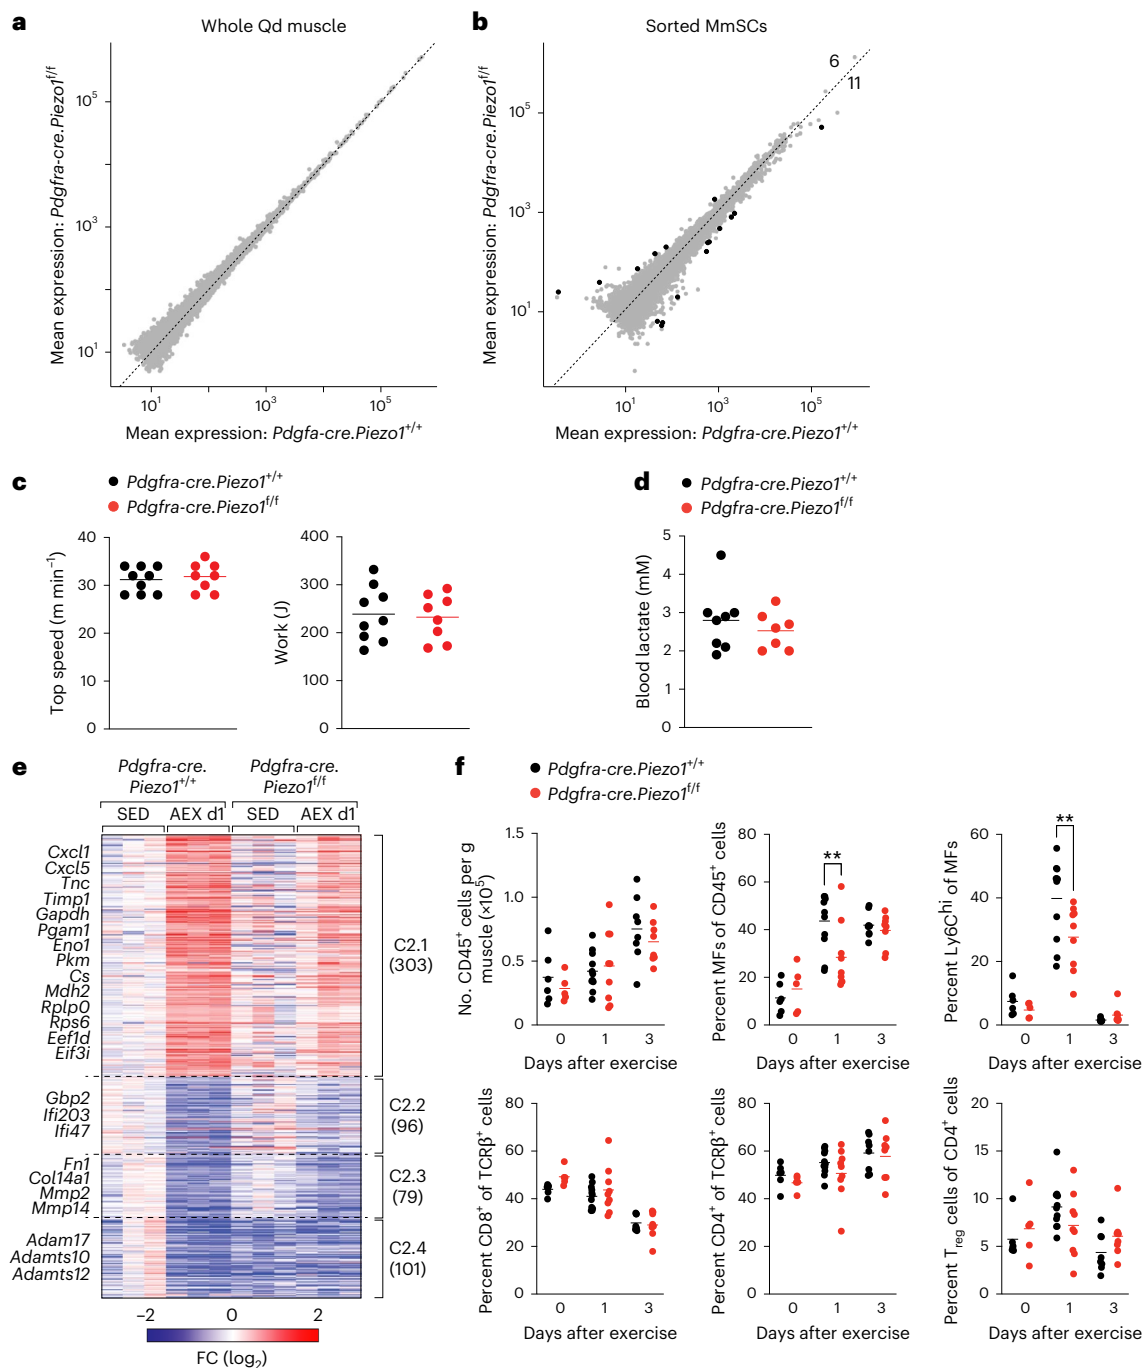 a
Whole Qd muscle
Mean expression: Pdgfra-cre.Piezo1f/f
10⁵
10³
10¹
10¹
10³
10⁵
Mean expression: Pdgfa-cre.Piezo1+/+
b
Sorted MmSCs
Mean expression: Pdgfra-cre.Piezo1f/f
6
11
10⁵
10³
10¹
10¹
10³
10⁵
Mean expression: Pdgfra-cre.Piezo1+/+
c
Pdgfra-cre.Piezo1+/+
Pdgfra-cre.Piezo1f/f
Top speed (m min⁻¹)
40
30
20
10
0
Work (J)
400
300
200
100
0
d
Pdgfra-cre.Piezo1+/+
Pdgfra-cre.Piezo1f/f
Blood lactate (mM)
5
4
3
2
1
0
e
Pdgfra-cre.
Piezo1+/+
Pdgfra-cre.
Piezo1f/f
SED
AEX d1
SED
AEX d1
Cxcl1
Cxcl5
Tnc
Timp1
Gapdh
Pgam1
Eno1
Pkm
Cs
Mdh2
Rplp0
Rps6
Eef1d
Eif3i
C2.1
(303)
Gbp2
Ifi203
Ifi47
C2.2
(96)
Fn1
Col14a1
Mmp2
Mmp14
C2.3
(79)
Adam17
Adamts10
Adamts12
C2.4
(101)
−2
0
2
FC (log₂)
f
Pdgfra-cre.Piezo1+/+
Pdgfra-cre.Piezo1f/f
No. CD45⁺ cells per g
muscle (×10⁵)
1.5
1.0
0.5
0
0
1
3
Days after exercise
Percent MFs of CD45⁺ cells
80
60
40
20
0
**
0
1
3
Days after exercise
Percent Ly6Chi of MFs
60
40
20
0
**
0
1
3
Days after exercise
Percent CD8⁺ of TCRβ⁺ cells
80
60
40
20
0
0
1
3
Days after exercise
Percent CD4⁺ of TCRβ⁺ cells
80
60
40
20
0
0
1
3
Days after exercise
Percent Treg cells of CD4⁺ cells
20
15
10
5
0
0
1
3
Days after exercise